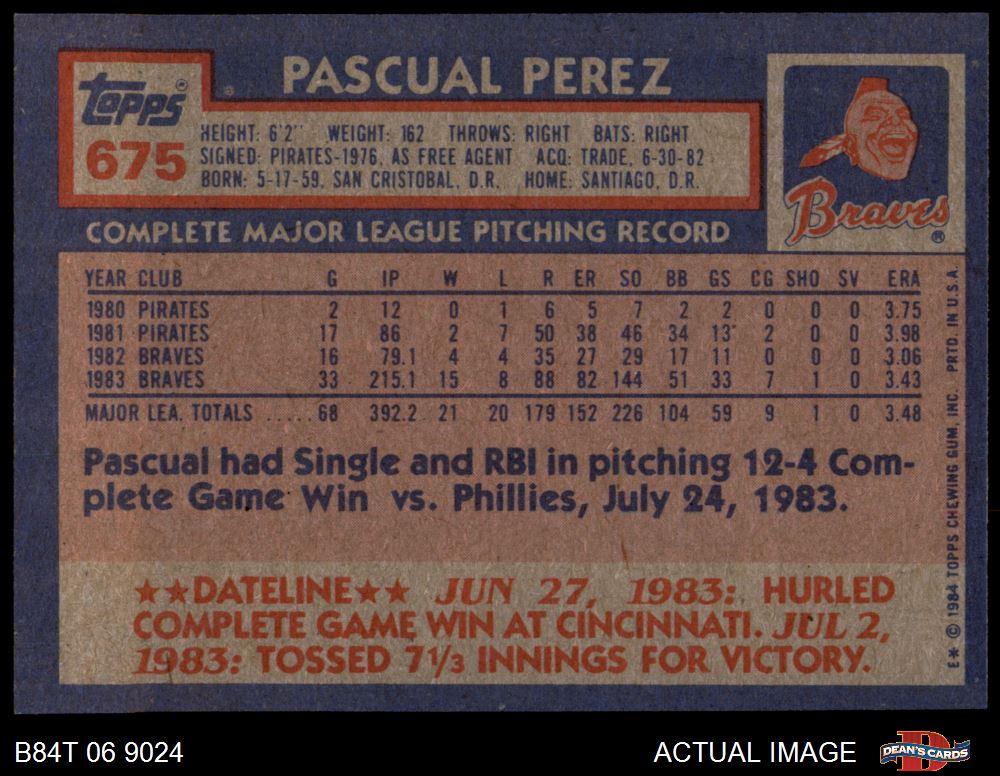 PASCUAL PEREZ
Topps®
675
HEIGHT: 6'2" WEIGHT: 162 THROWS: RIGHT BATS: RIGHT
SIGNED: PIRATES-1976, AS FREE AGENT ACQ: TRADE, 6-30-82
BORN: 5-17-59, SAN CRISTOBAL, D.R. HOME: SANTIAGO, D.R.
Braves®
COMPLETE MAJOR LEAGUE PITCHING RECORD
YEAR CLUB G IP W L R ER SO BB GS CG SHO SV ERA
1980 PIRATES 2 12 0 1 6 5 7 2 2 0 0 0 3.75
1981 PIRATES 17 86 2 7 50 38 46 34 13 2 0 0 3.98
1982 BRAVES 16 79.1 4 4 35 27 29 17 11 0 0 0 3.06
1983 BRAVES 33 215.1 15 8 88 82 144 51 33 7 1 0 3.43
MAJOR LEA. TOTALS ..... 68 392.2 21 20 179 152 226 104 59 9 1 0 3.48
Pascual had Single and RBI in pitching 12-4 Com-
plete Game Win vs. Phillies, July 24, 1983.
★★DATELINE★★ JUN 27, 1983: HURLED
COMPLETE GAME WIN AT CINCINNATI. JUL 2,
1983: TOSSED 7 1/3 INNINGS FOR VICTORY.
E* © 1984 TOPPS CHEWING GUM, INC. PRTD. IN U.S.A.
B84T 06 9024
ACTUAL IMAGE
DEAN'S CARDS